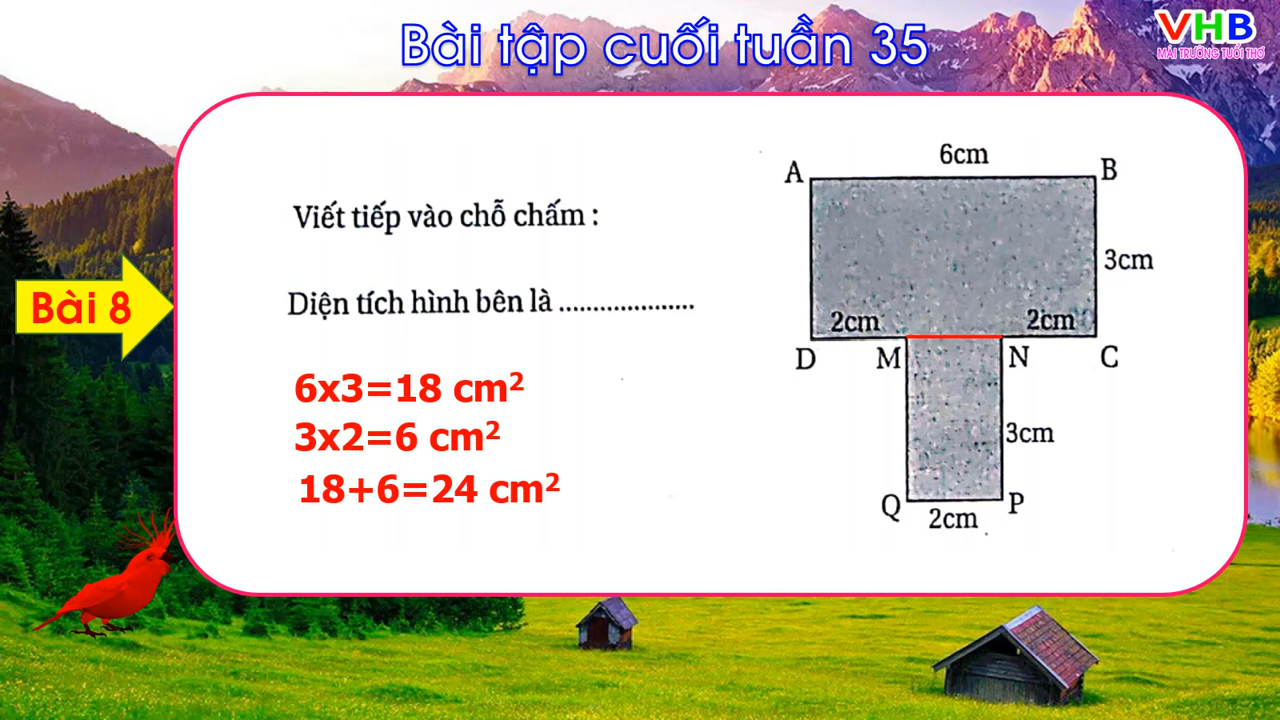 Bài tập cuối tuần 35
VHB
MÁI TRƯỜNG TUỔI THƠ
Bài 8
Viết tiếp vào chỗ chấm :
Diện tích hình bên là ....................
6x3=18 cm²
3x2=6 cm²
18+6=24 cm²
6cm
A B
3cm
2cm 2cm
D M N C
3cm
Q P
2cm